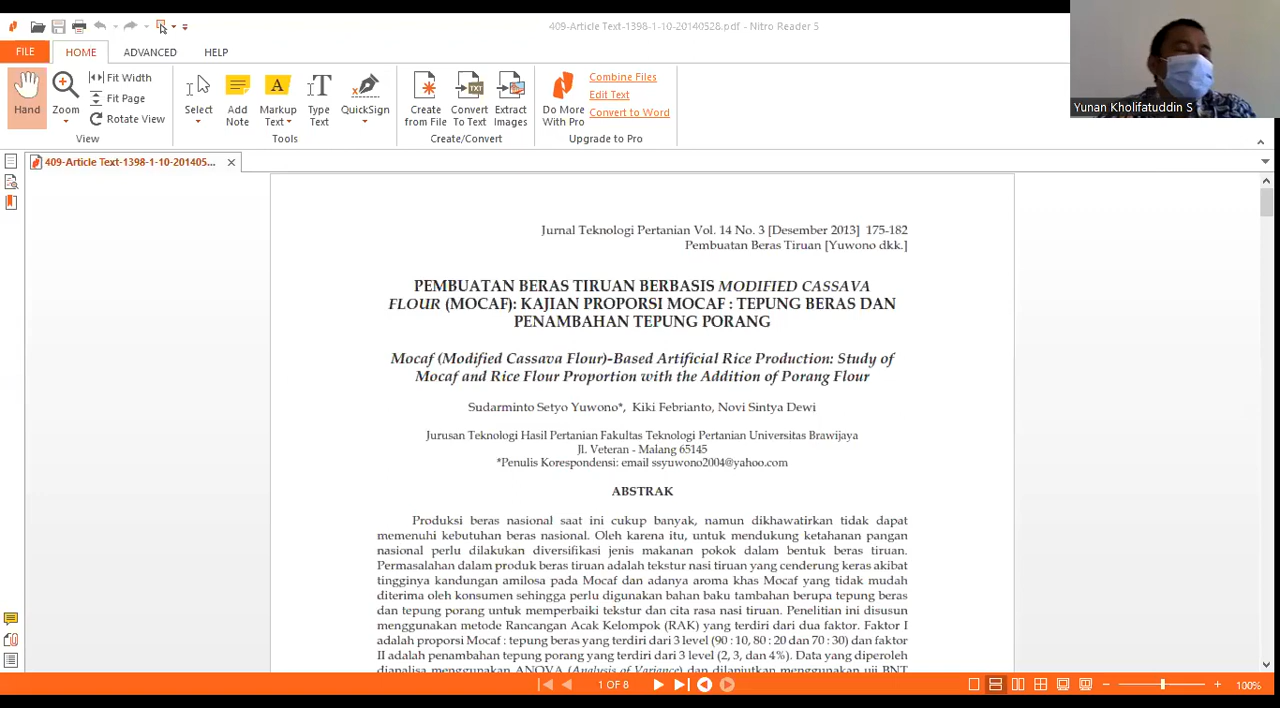 409-Article Text-1398-1-10-20140528.pdf - Nitro Reader 5
FILE
HOME
ADVANCED
HELP
Hand
Zoom
Fit Width
Fit Page
Rotate View
View
Select
Add
Note
Markup
Text
Type
Text
QuickSign
Tools
Create
from File
Convert
To Text
Extract
Images
Create/Convert
Do More
With Pro
Combine Files
Edit Text
Convert to Word
Upgrade to Pro
Yunan Kholifatuddin S
409-Article Text-1398-1-10-201405...
Jurnal Teknologi Pertanian Vol. 14 No. 3 [Desember 2013] 175-182
Pembuatan Beras Tiruan [Yuwono dkk.]
PEMBUATAN BERAS TIRUAN BERBASIS MODIFIED CASSAVA
FLOUR (MOCAF): KAJIAN PROPORSI MOCAF : TEPUNG BERAS DAN
PENAMBAHAN TEPUNG PORANG
Mocaf (Modified Cassava Flour)-Based Artificial Rice Production: Study of
Mocaf and Rice Flour Proportion with the Addition of Porang Flour
Sudarminto Setyo Yuwono*, Kiki Febrianto, Novi Sintya Dewi
Jurusan Teknologi Hasil Pertanian Fakultas Teknologi Pertanian Universitas Brawijaya
Jl. Veteran - Malang 65145
*Penulis Korespondensi: email ssyuwono2004@yahoo.com
ABSTRAK
Produksi beras nasional saat ini cukup banyak, namun dikhawatirkan tidak dapat
memenuhi kebutuhan beras nasional. Oleh karena itu, untuk mendukung ketahanan pangan
nasional perlu dilakukan diversifikasi jenis makanan pokok dalam bentuk beras tiruan.
Permasalahan dalam produk beras tiruan adalah tekstur nasi tiruan yang cenderung keras akibat
tingginya kandungan amilosa pada Mocaf dan adanya aroma khas Mocaf yang tidak mudah
diterima oleh konsumen sehingga perlu digunakan bahan baku tambahan berupa tepung beras
dan tepung porang untuk memperbaiki tekstur dan cita rasa nasi tiruan. Penelitian ini disusun
menggunakan metode Rancangan Acak Kelompok (RAK) yang terdiri dari dua faktor. Faktor I
adalah proporsi Mocaf : tepung beras yang terdiri dari 3 level (90 : 10, 80 : 20 dan 70 : 30) dan faktor
II adalah penambahan tepung porang yang terdiri dari 3 level (2, 3, dan 4%). Data yang diperoleh
dianalisa menggunakan ANOVA (Analysis of Variance) dan dilanjutkan menggunakan uji BNT
1 OF 8
100%